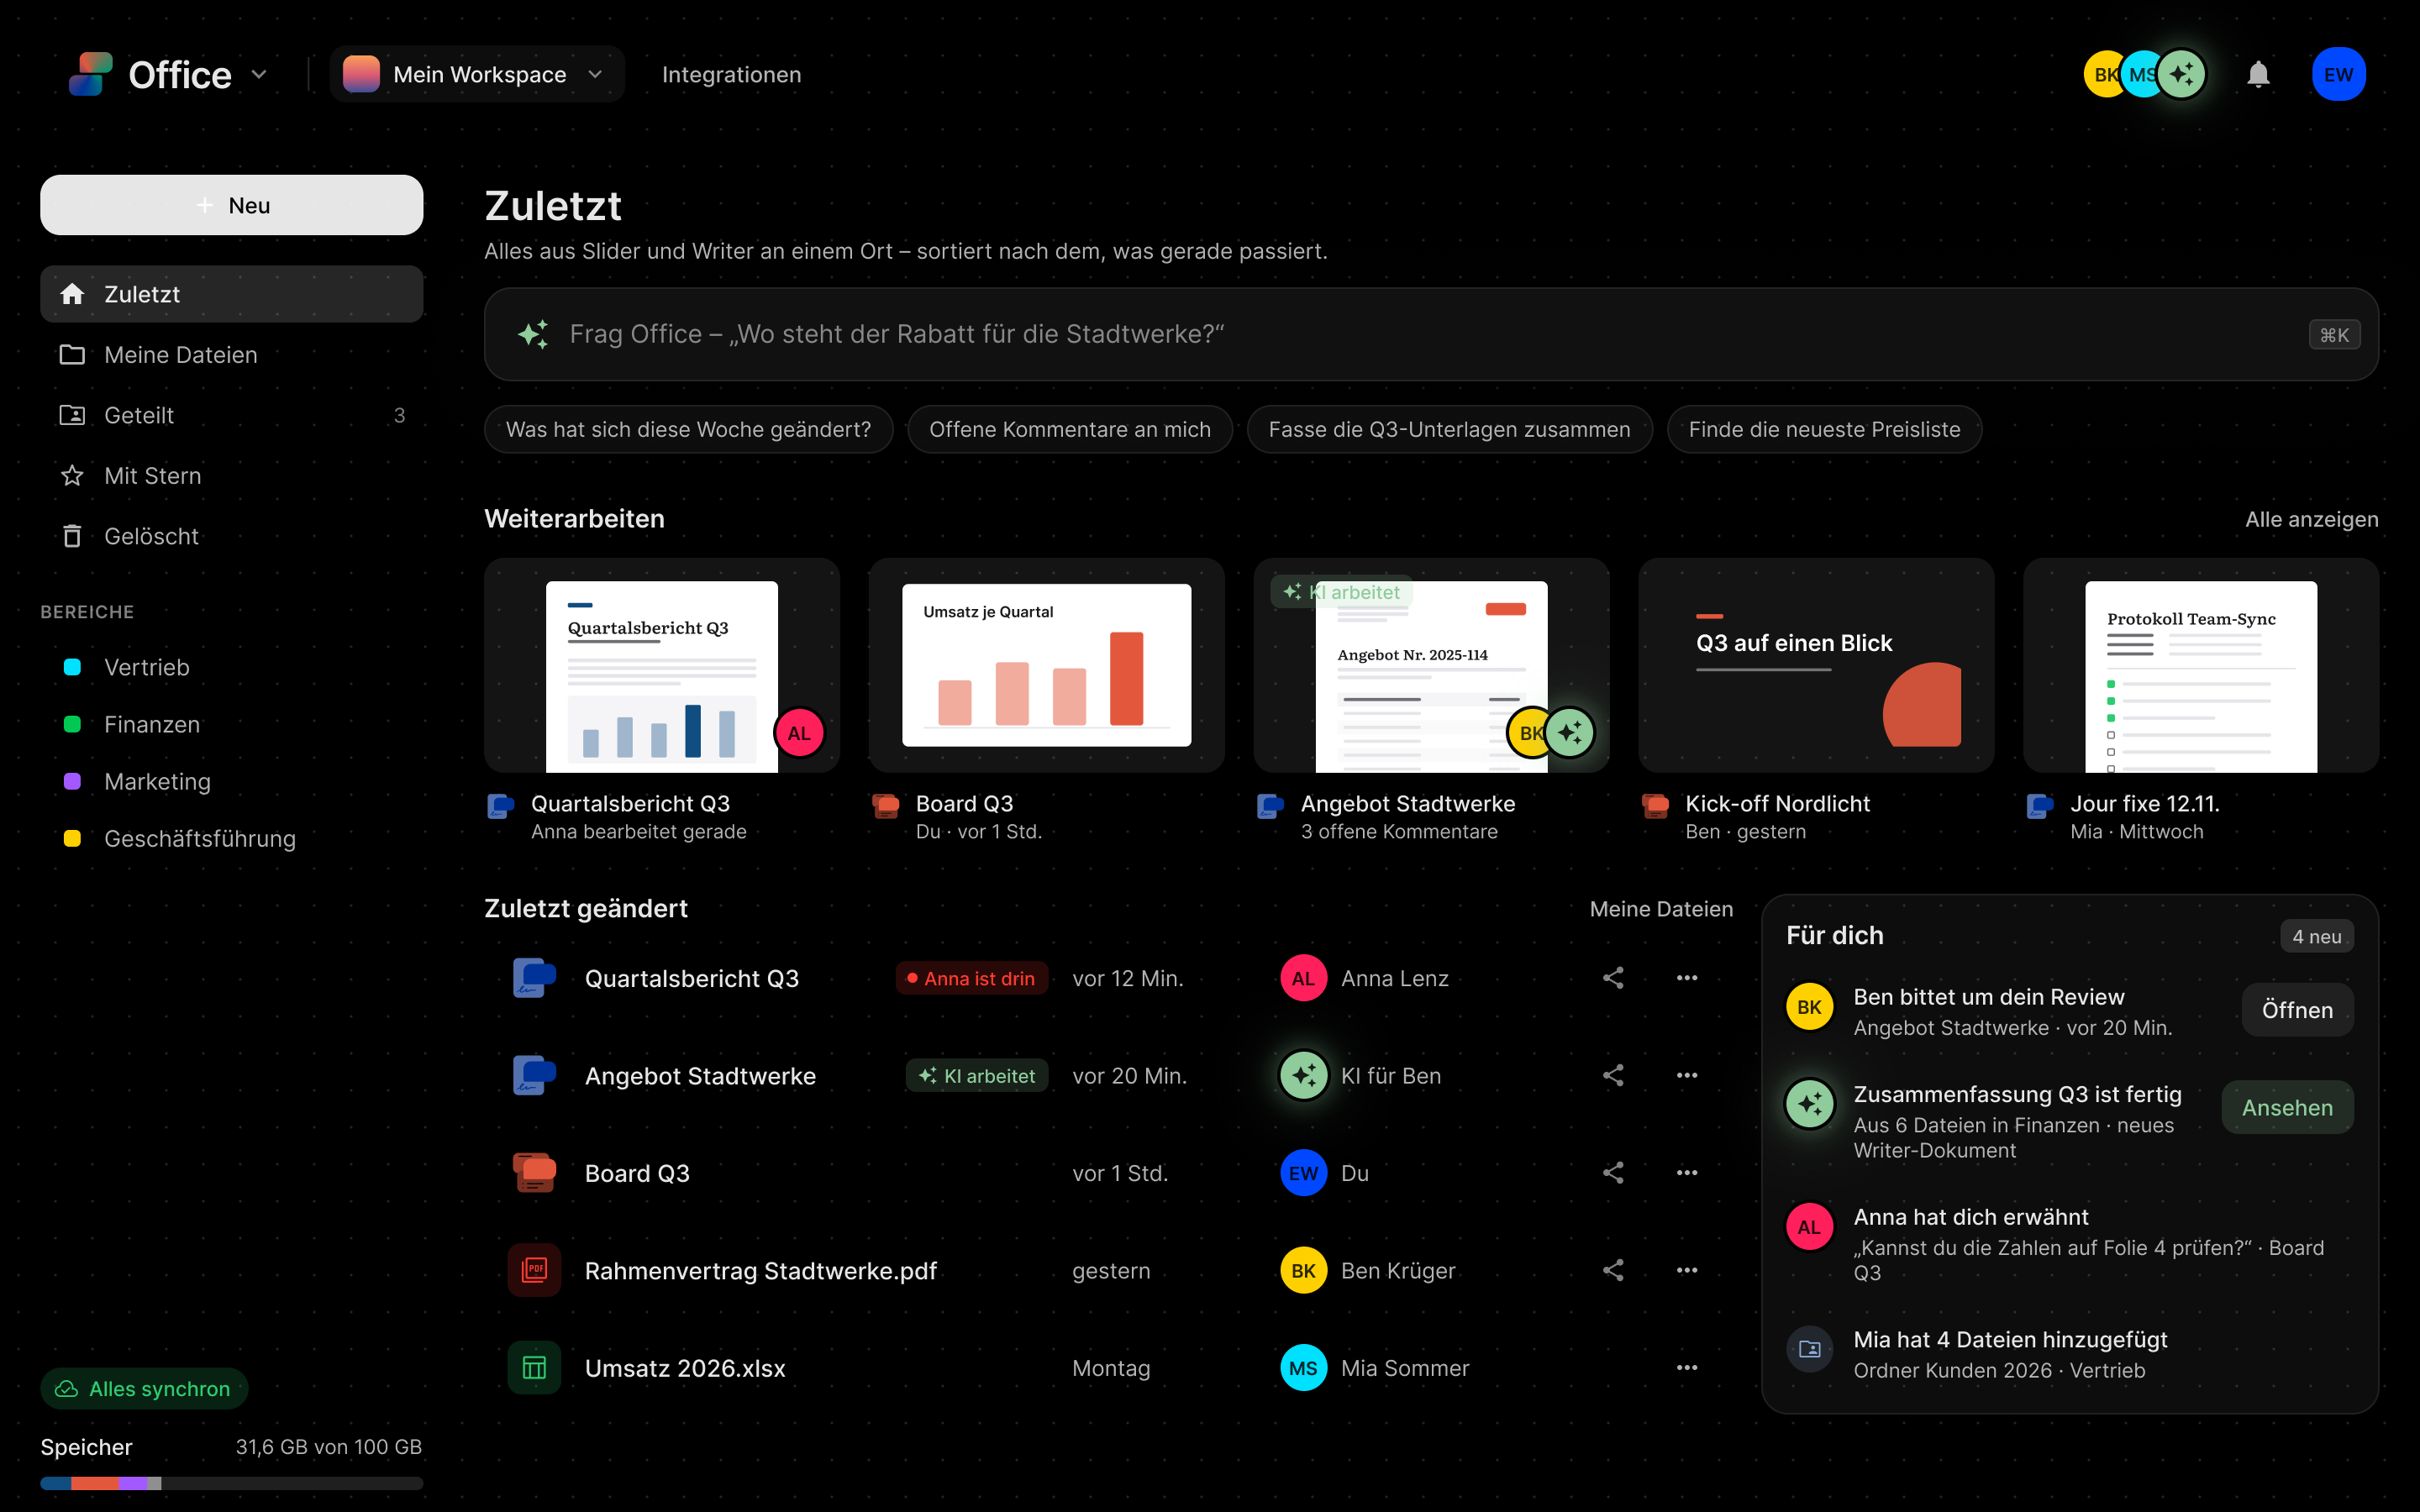 Office
Mein Workspace
Integrationen
BK
MS
EW
Neu
Zuletzt
Meine Dateien
Geteilt
3
Mit Stern
Gelöscht
BEREICHE
Vertrieb
Finanzen
Marketing
Geschäftsführung
Alles synchron
Speicher
31,6 GB von 100 GB
Zuletzt
Alles aus Slider und Writer an einem Ort – sortiert nach dem, was gerade passiert.
Frag Office – „Wo steht der Rabatt für die Stadtwerke?“
⌘K
Was hat sich diese Woche geändert?
Offene Kommentare an mich
Fasse die Q3-Unterlagen zusammen
Finde die neueste Preisliste
Weiterarbeiten
Alle anzeigen
Quartalsbericht Q3
AL
Quartalsbericht Q3
Anna bearbeitet gerade
Umsatz je Quartal
Board Q3
Du · vor 1 Std.
KI arbeitet
Angebot Nr. 2025-114
BK
Angebot Stadtwerke
3 offene Kommentare
Q3 auf einen Blick
Kick-off Nordlicht
Ben · gestern
Protokoll Team-Sync
Jour fixe 12.11.
Mia · Mittwoch
Zuletzt geändert
Meine Dateien
Quartalsbericht Q3
Anna ist drin
vor 12 Min.
AL
Anna Lenz
Angebot Stadtwerke
KI arbeitet
vor 20 Min.
KI für Ben
Board Q3
vor 1 Std.
EW
Du
PDF
Rahmenvertrag Stadtwerke.pdf
gestern
BK
Ben Krüger
Umsatz 2026.xlsx
Montag
MS
Mia Sommer
Für dich
4 neu
BK
Ben bittet um dein Review
Angebot Stadtwerke · vor 20 Min.
Öffnen
Zusammenfassung Q3 ist fertig
Aus 6 Dateien in Finanzen · neues
Writer-Dokument
Ansehen
AL
Anna hat dich erwähnt
„Kannst du die Zahlen auf Folie 4 prüfen?“ · Board
Q3
Mia hat 4 Dateien hinzugefügt
Ordner Kunden 2026 · Vertrieb